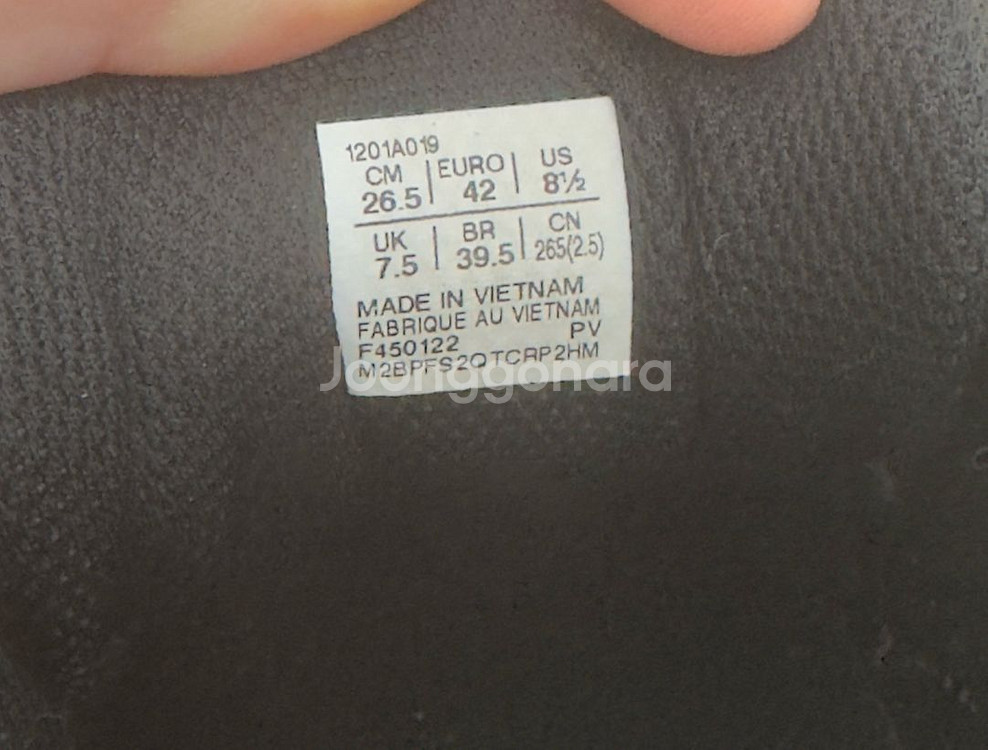 1201A019
CM | EURO | US
26.5 | 42 | 8½
UK | BR | CN
7.5 | 39.5 | 265(2.5)
MADE IN VIETNAM
FABRIQUE AU VIETNAM
F450122 PV
M2BPFS2QTCRP2HM
Joonggonara